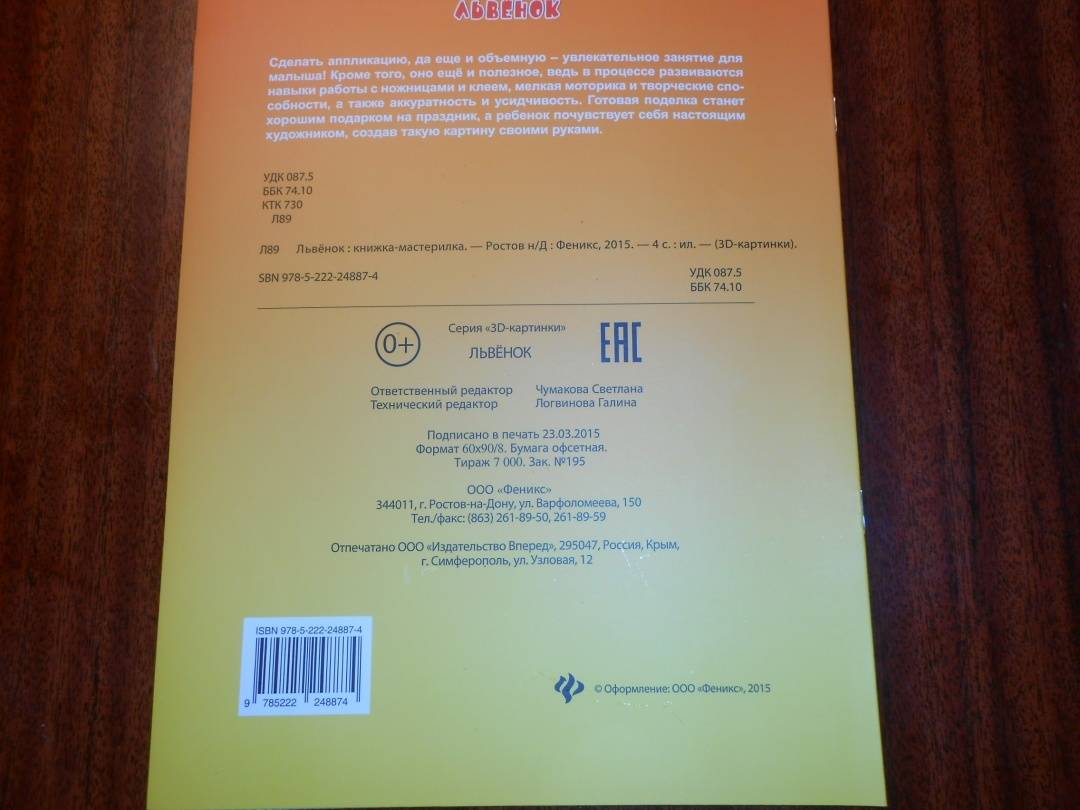 ЛЬВЕНОК
Сделать аппликацию, да еще и объемную – увлекательное занятие для
малыша! Кроме того, оно ещё и полезное, ведь в процессе развиваются
навыки работы с ножницами и клеем, мелкая моторика и творческие спо-
собности, а также аккуратность и усидчивость. Готовая поделка станет
хорошим подарком на праздник, а ребенок почувствует себя настоящим
художником, создав такую картину своими руками.
УДК 087.5
ББК 74.10
КТК 730
Л89
Л89 Львёнок : книжка-мастерилка. — Ростов н/Д : Феникс, 2015. — 4 с. : ил. — (3D-картинки).
SBN 978-5-222-24887-4
УДК 087.5
ББК 74.10
0+
Серия «3D-картинки»
ЛЬВЁНОК
EAC
Ответственный редактор Чумакова Светлана
Технический редактор Логвинова Галина
Подписано в печать 23.03.2015
Формат 60х90/8. Бумага офсетная.
Тираж 7 000. Зак. №195
ООО «Феникс»
344011, г. Ростов-на-Дону, ул. Варфоломеева, 150
Тел./факс: (863) 261-89-50, 261-89-59
Отпечатано ООО «Издательство Вперед», 295047, Россия, Крым,
г. Симферополь, ул. Узловая, 12
ISBN 978-5-222-24887-4
9 785222 248874
© Оформление: ООО «Феникс», 2015